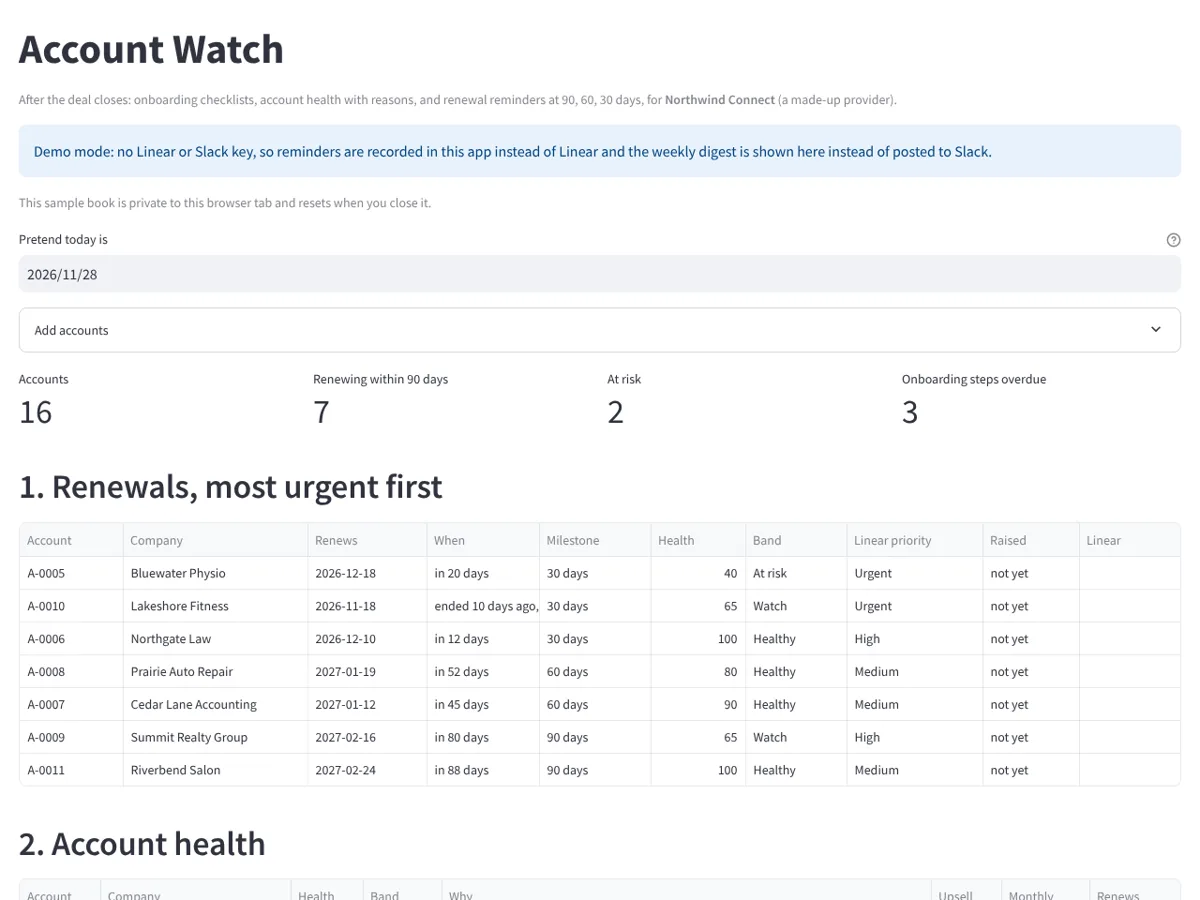 Account Watch
After the deal closes: onboarding checklists, account health with reasons, and renewal reminders at 90, 60, 30 days, for Northwind Connect (a made-up provider).
Demo mode: no Linear or Slack key, so reminders are recorded in this app instead of Linear and the weekly digest is shown here instead of posted to Slack.
This sample book is private to this browser tab and resets when you close it.
Pretend today is
2026/11/28
Add accounts
Accounts Renewing within 90 days At risk Onboarding steps overdue
16 7 2 3
1. Renewals, most urgent first
Account Company Renews When Milestone Health Band Linear priority Raised Linear
A-0005 Bluewater Physio 2026-12-18 in 20 days 30 days 40 At risk Urgent not yet
A-0010 Lakeshore Fitness 2026-11-18 ended 10 days ago, 30 days 65 Watch Urgent not yet
A-0006 Northgate Law 2026-12-10 in 12 days 30 days 100 Healthy High not yet
A-0008 Prairie Auto Repair 2027-01-19 in 52 days 60 days 80 Healthy Medium not yet
A-0007 Cedar Lane Accounting 2027-01-12 in 45 days 60 days 90 Healthy Medium not yet
A-0009 Summit Realty Group 2027-02-16 in 80 days 90 days 65 Watch High not yet
A-0011 Riverbend Salon 2027-02-24 in 88 days 90 days 100 Healthy Medium not yet
2. Account health
Account Company Health Band Why Upsell Monthly Renews